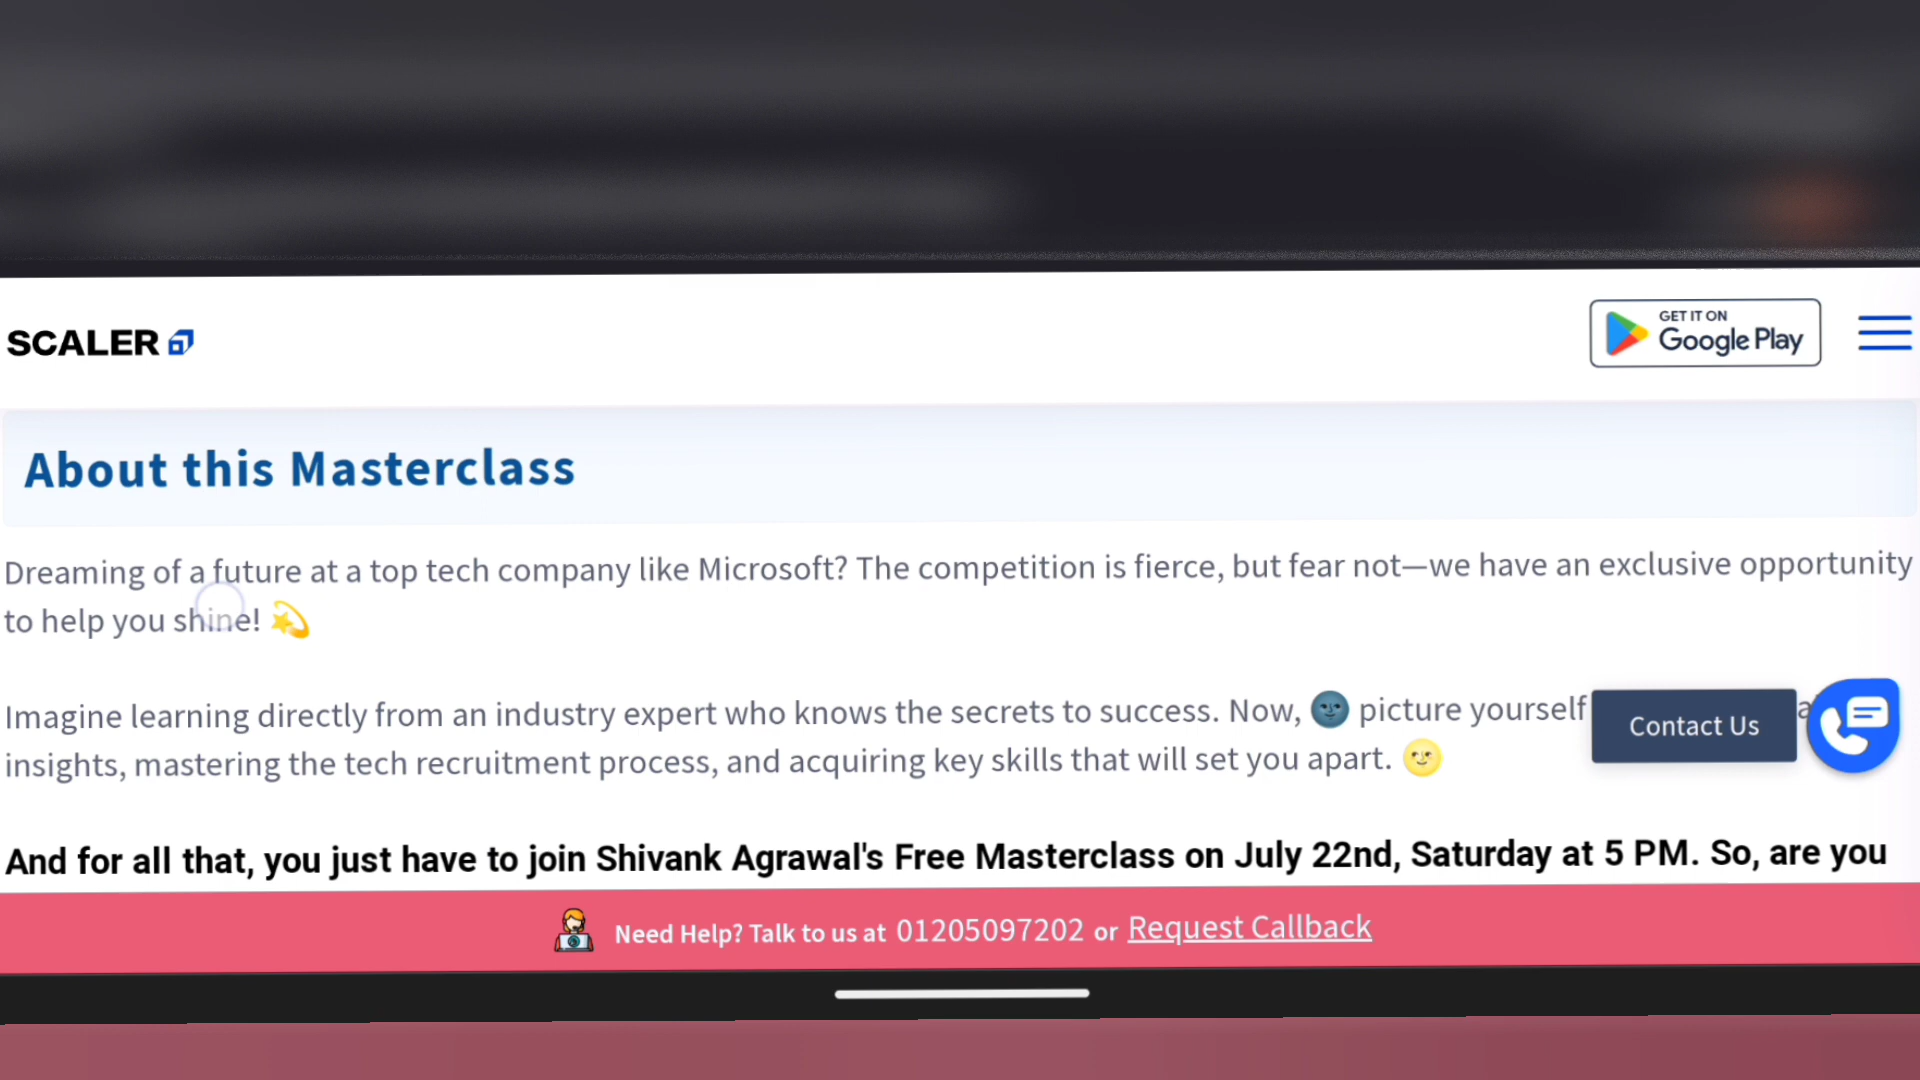 SCALER
GET IT ON
Google Play
About this Masterclass
Dreaming of a future at a top tech company like Microsoft? The competition is fierce, but fear not—we have an exclusive opportunity
to help you shine! 💫
Imagine learning directly from an industry expert who knows the secrets to success. Now, 🌚 picture yourself
insights, mastering the tech recruitment process, and acquiring key skills that will set you apart. 🌝
Contact Us
And for all that, you just have to join Shivank Agrawal's Free Masterclass on July 22nd, Saturday at 5 PM. So, are you
Need Help? Talk to us at 01205097202 or Request Callback